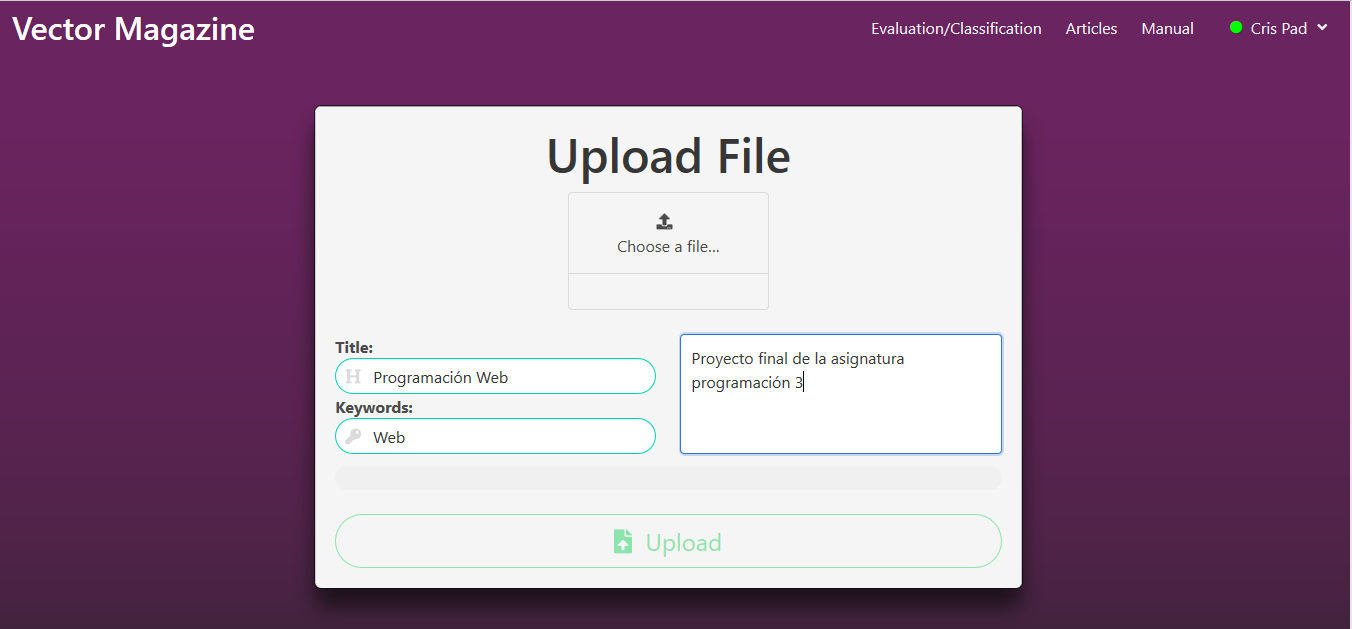 Vector Magazine
Evaluation/Classification
Articles
Manual
Cris Pad
Upload File
Choose a file...
Title:
Programación Web
Keywords:
Web
Proyecto final de la asignatura
programación 3
Upload